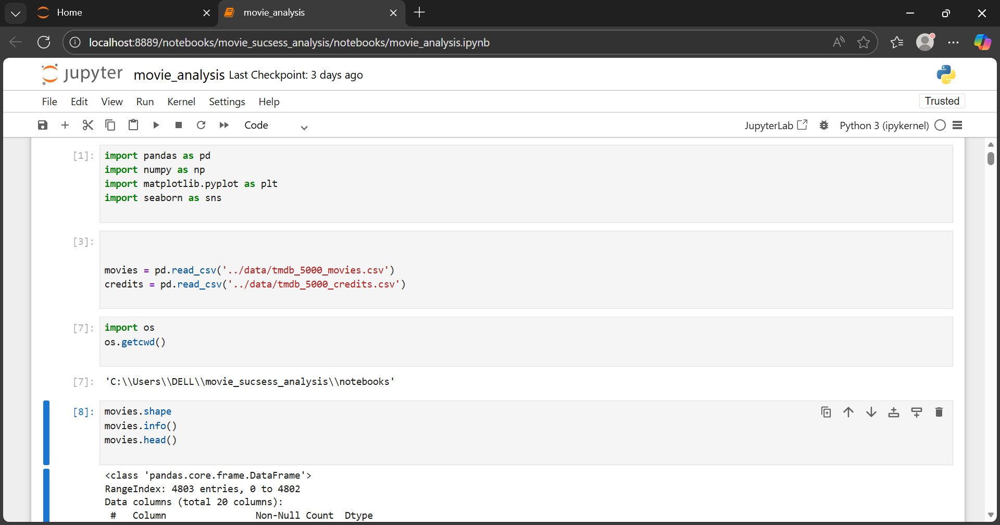 Home
movie_analysis
localhost:8889/notebooks/movie_sucsess_analysis/notebooks/movie_analysis.ipynb
jupyter movie_analysis Last Checkpoint: 3 days ago
File Edit View Run Kernel Settings Help
Trusted
Code
JupyterLab
Python 3 (ipykernel)
[1]: import pandas as pd
import numpy as np
import matplotlib.pyplot as plt
import seaborn as sns
[3]:
movies = pd.read_csv('../data/tmdb_5000_movies.csv')
credits = pd.read_csv('../data/tmdb_5000_credits.csv')
[7]: import os
os.getcwd()
[7]: 'C:\\Users\\DELL\\movie_sucsess_analysis\\notebooks'
[8]: movies.shape
movies.info()
movies.head()
<class 'pandas.core.frame.DataFrame'>
RangeIndex: 4803 entries, 0 to 4802
Data columns (total 20 columns):
# Column Non-Null Count Dtype